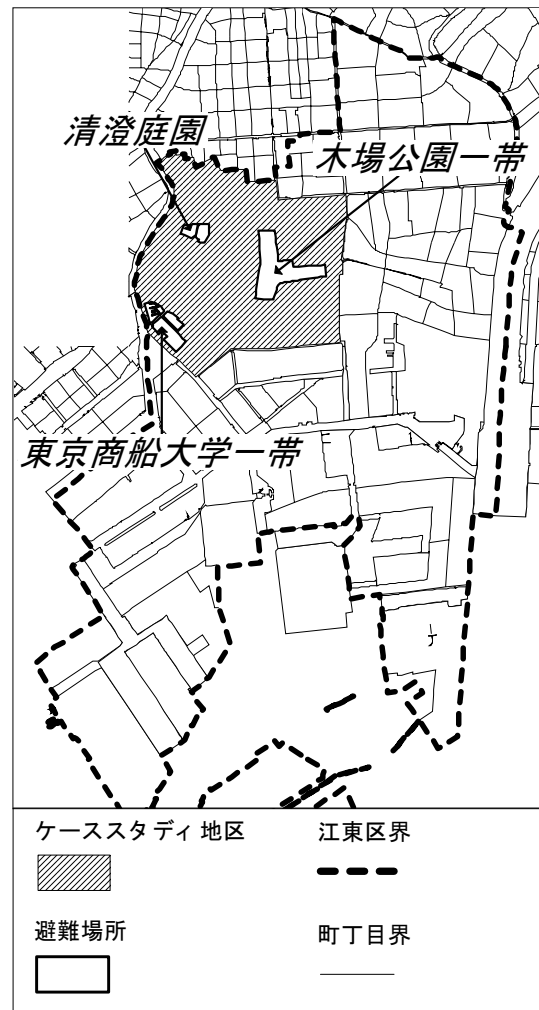 清澄庭園
木場公園一帯
東京商船大学一帯
ケーススタディ地区
江東区界
避難場所
町丁目界